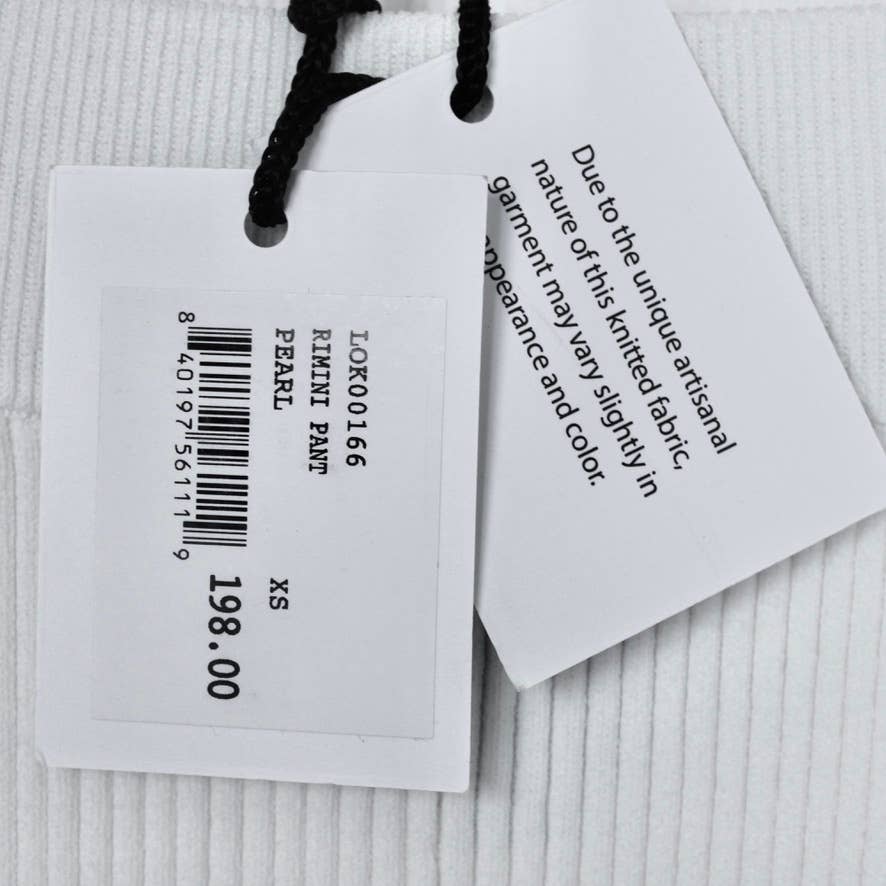 LOK00166
RIMINI PANT
PEARL
XS
8 40197 56111 9
198.00
Due to the unique artisanal
nature of this knitted fabric,
garment may vary slightly in
appearance and color.